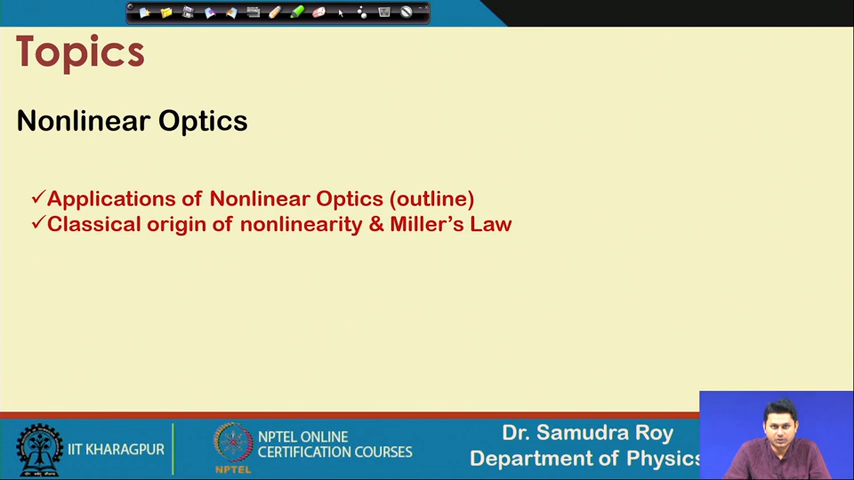 Topics
Nonlinear Optics
✓Applications of Nonlinear Optics (outline)
✓Classical origin of nonlinearity & Miller's Law
IIT KHARAGPUR
NPTEL
NPTEL ONLINE
CERTIFICATION COURSES
Dr. Samudra Roy
Department of Physics